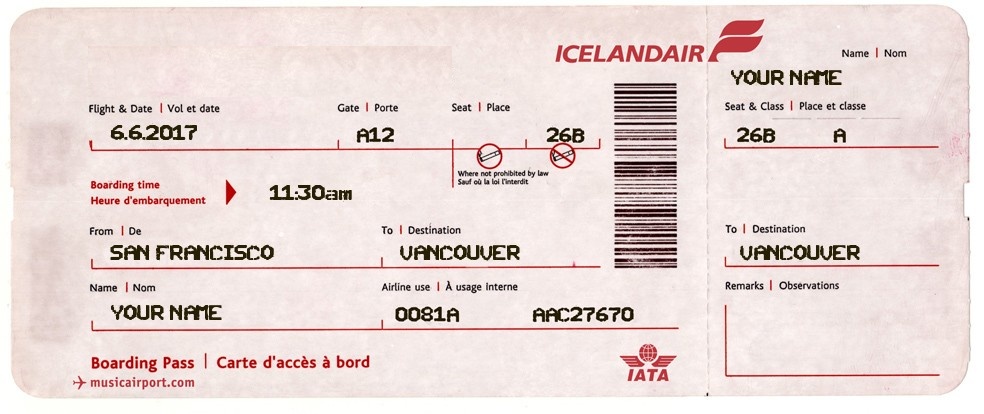 ICELANDAIR
Flight & Date | Vol et date
Gate | Porte
Seat | Place
6.6.2017
A12
26B
Where not prohibited by law
Sauf où la loi l'interdit
Boarding time
Heure d'embarquement
11:30am
From | De
To | Destination
SAN FRANCISCO
VANCOUVER
Name | Nom
Airline use | À usage interne
YOUR NAME
0081A
AAC27670
Boarding Pass | Carte d'accès à bord
musicairport.com
IATA
Name | Nom
YOUR NAME
Seat & Class | Place et classe
26B
A
To | Destination
VANCOUVER
Remarks | Observations